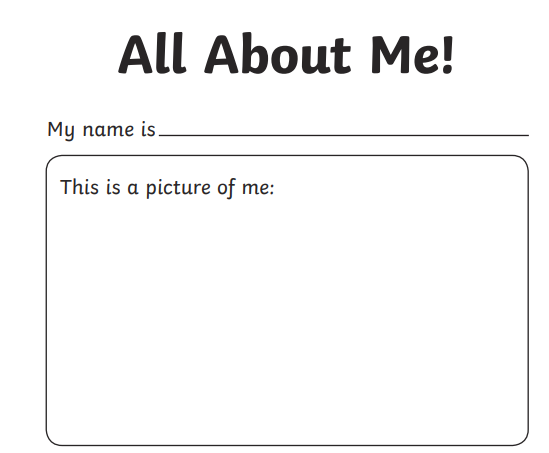 All About Me!
My name is
This is a picture of me: